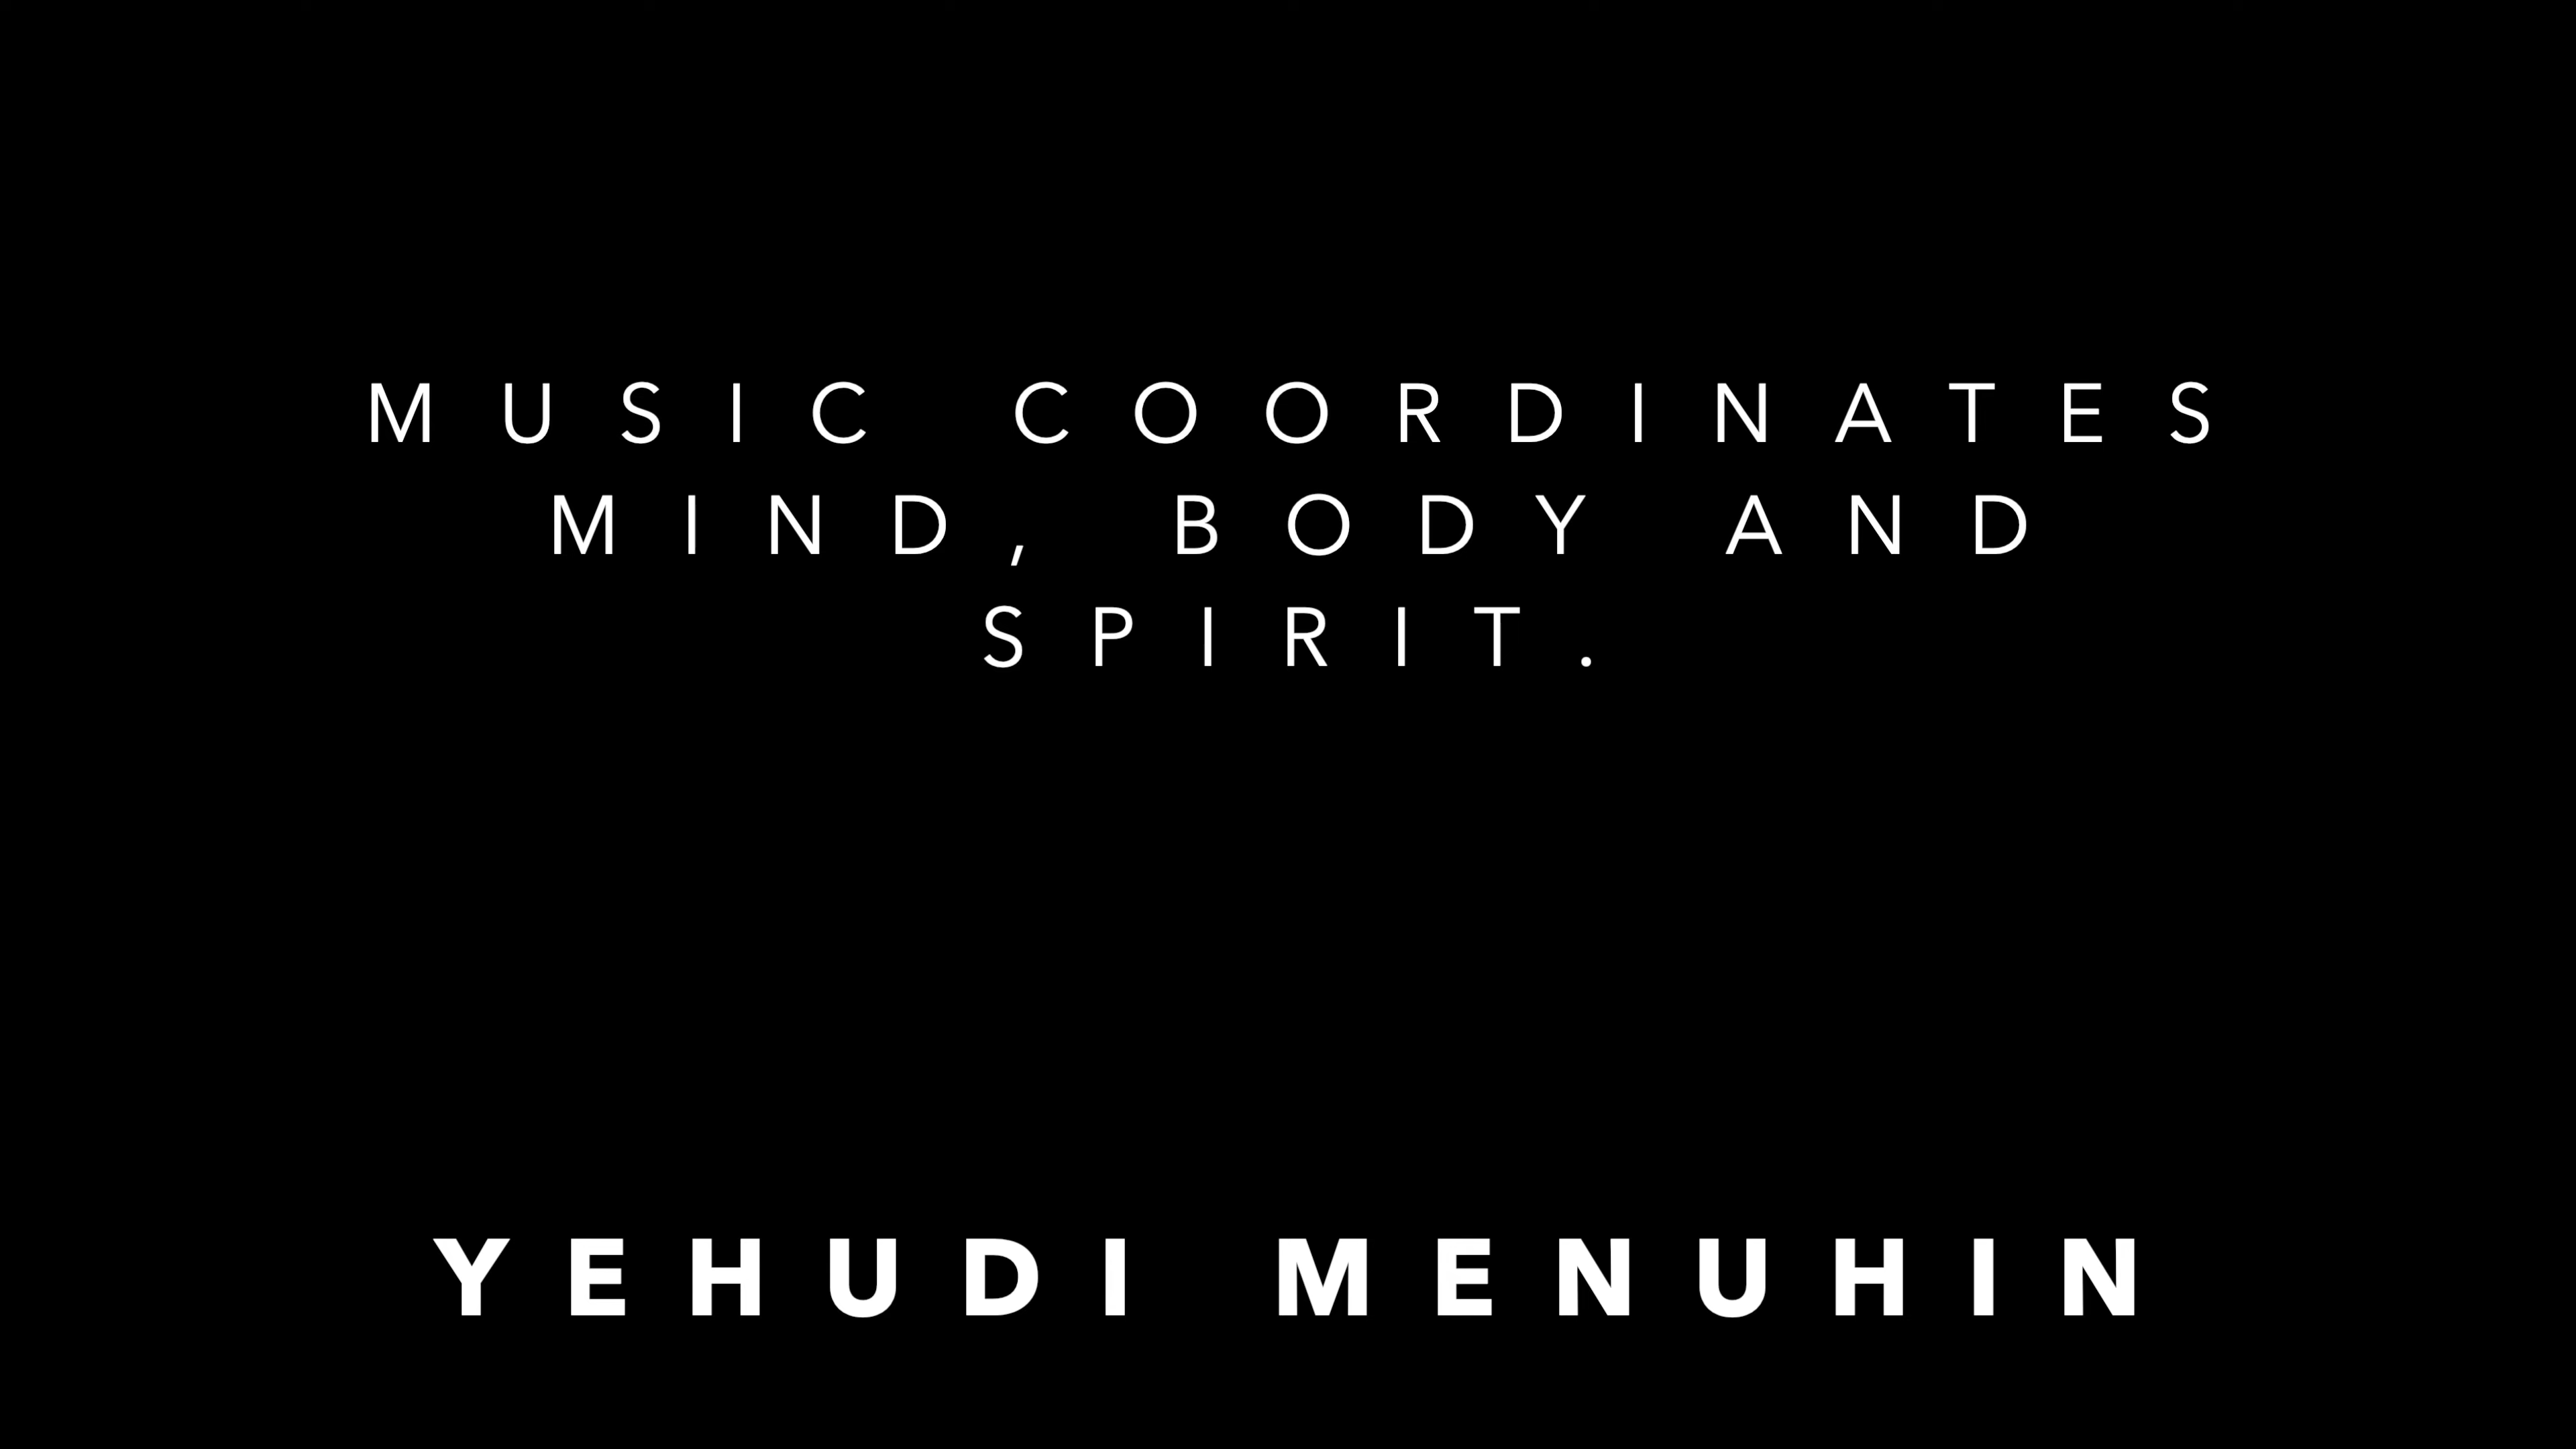 MUSIC COORDINATES
MIND, BODY AND
SPIRIT.
YEHUDI MENUHIN